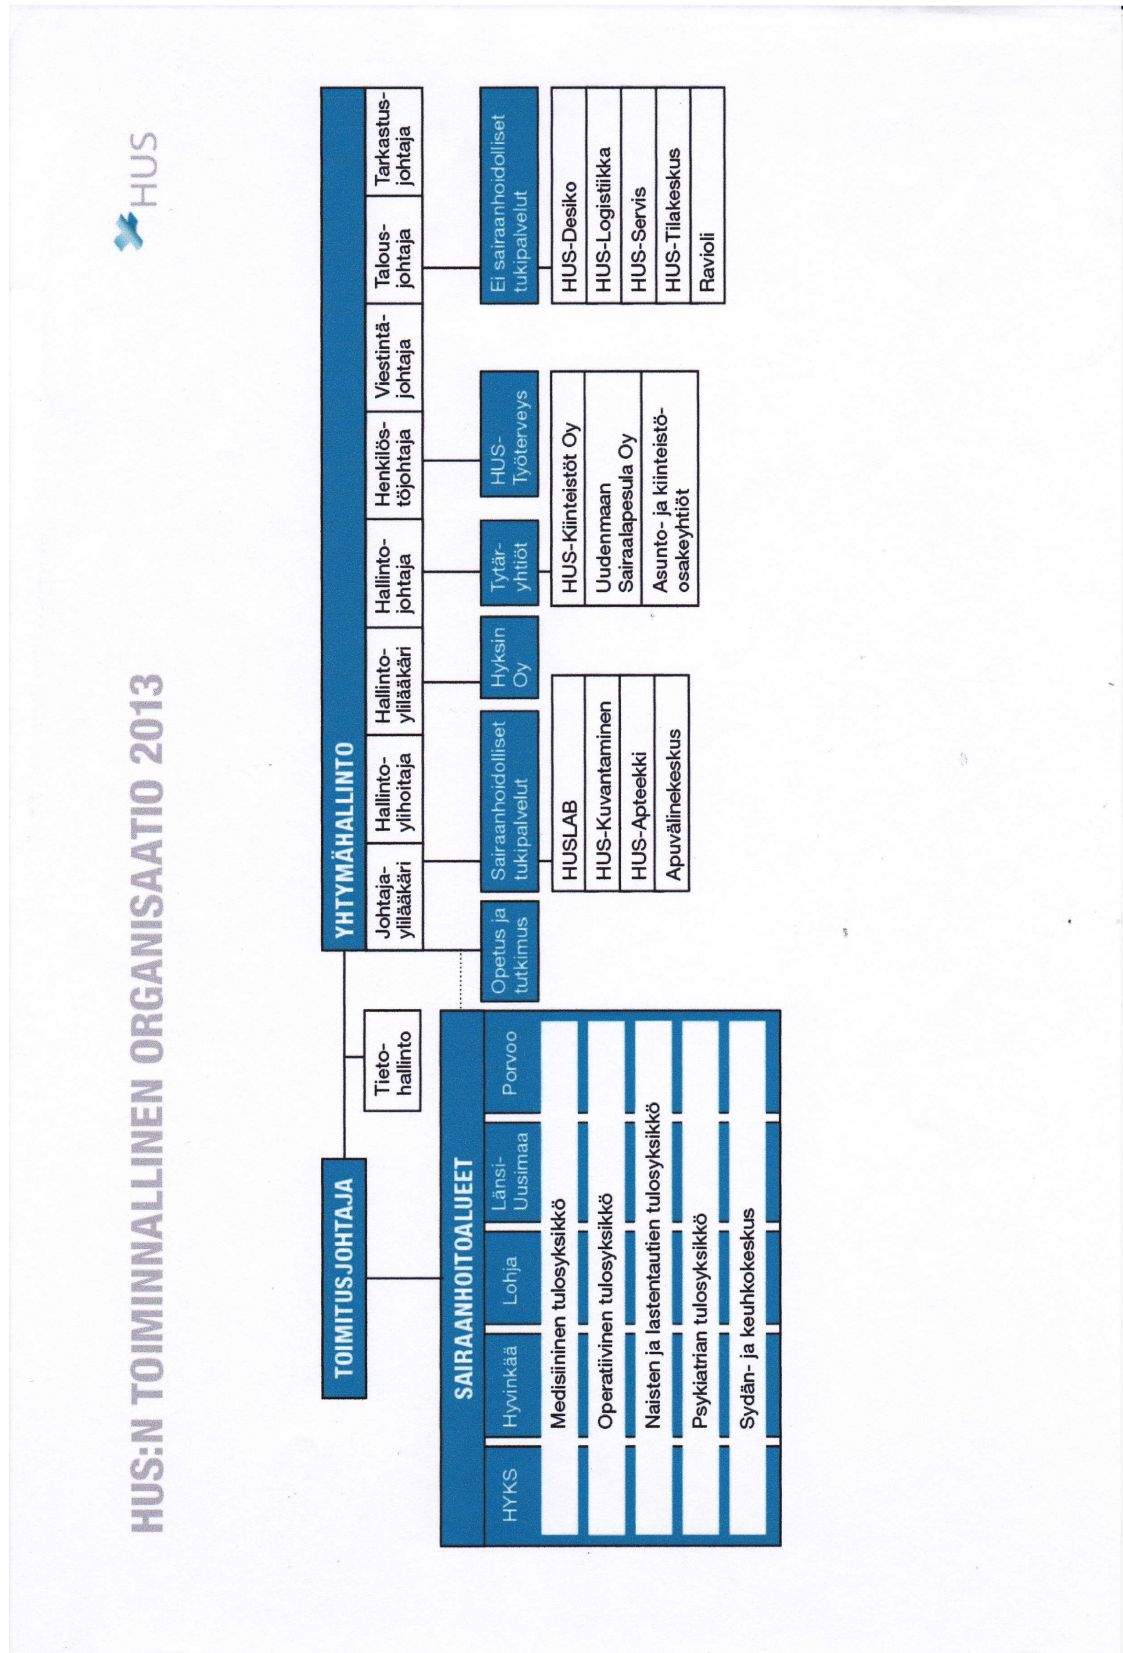 HUS:N TOIMINNALLINEN ORGANISAATIO 2013
HUS
TOIMITUSJOHTAJA
Tieto-
hallinto
YHTYMÄHALLINTO
Johtaja-
ylilääkäri
Hallinto-
ylihoitaja
Hallinto-
ylilääkäri
Hallinto-
johtaja
Henkilös-
töjohtaja
Viestintä-
johtaja
Talous-
johtaja
Tarkastus-
johtaja
SAIRAANHOITOALUEET
HYKS
Hyvinkää
Lohja
Länsi-
Uusimaa
Porvoo
Medisiininen tulosyksikkö
Operatiivinen tulosyksikkö
Naisten ja lastentautien tulosyksikkö
Psykiatrian tulosyksikkö
Sydän- ja keuhkokeskus
Opetus ja
tutkimus
Sairaanhoidolliset
tukipalvelut
HUSLAB
HUS-Kuvantaminen
HUS-Apteekki
Apuvälinekeskus
Hyksin
Oy
Tytär-
yhtiöt
HUS-Kiinteistöt Oy
Uudenmaan
Sairaalapesula Oy
Asunto- ja kiinteistö-
osakeyhtiöt
HUS-
Työterveys
Ei sairaanhoidolliset
tukipalvelut
HUS-Desiko
HUS-Logistiikka
HUS-Servis
HUS-Tilakeskus
Ravioli